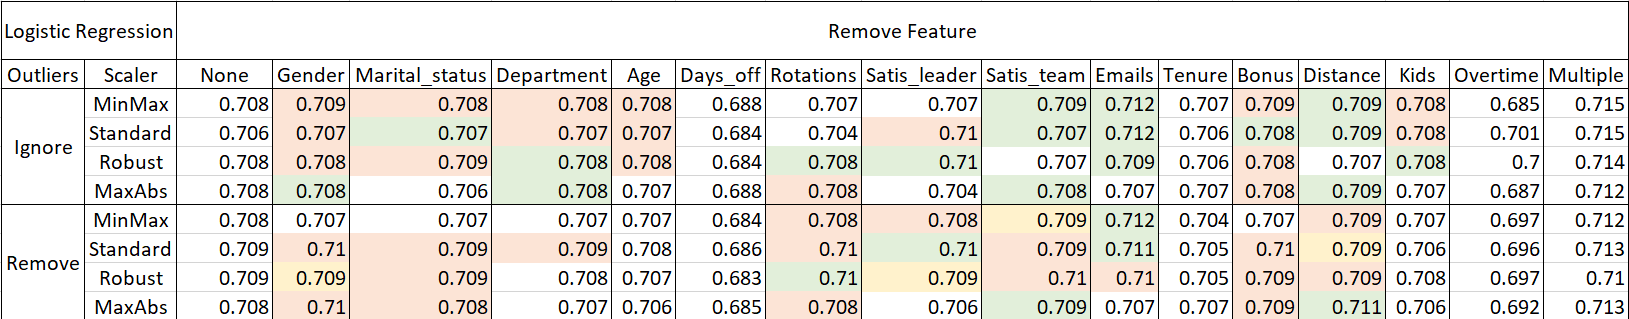 Logistic Regression Remove Feature
Outliers Scaler None Gender Marital_status Department Age Days_off Rotations Satis_leader Satis_team Emails Tenure Bonus Distance Kids Overtime Multiple
Ignore MinMax 0.708 0.709 0.708 0.708 0.708 0.688 0.707 0.707 0.709 0.712 0.707 0.709 0.709 0.708 0.685 0.715
Standard 0.706 0.707 0.707 0.707 0.707 0.684 0.704 0.71 0.707 0.712 0.706 0.708 0.709 0.708 0.701 0.715
Robust 0.708 0.708 0.709 0.708 0.708 0.684 0.708 0.71 0.707 0.709 0.706 0.708 0.707 0.708 0.7 0.714
MaxAbs 0.708 0.708 0.706 0.708 0.707 0.688 0.708 0.704 0.708 0.707 0.707 0.708 0.709 0.707 0.687 0.712
Remove MinMax 0.708 0.707 0.707 0.707 0.707 0.684 0.708 0.708 0.709 0.712 0.704 0.707 0.709 0.707 0.697 0.712
Standard 0.709 0.71 0.709 0.709 0.708 0.686 0.71 0.71 0.709 0.711 0.705 0.71 0.709 0.706 0.696 0.713
Robust 0.709 0.709 0.709 0.708 0.707 0.683 0.71 0.709 0.71 0.71 0.705 0.709 0.709 0.708 0.697 0.71
MaxAbs 0.708 0.71 0.708 0.707 0.706 0.685 0.708 0.706 0.709 0.707 0.707 0.709 0.711 0.706 0.692 0.713